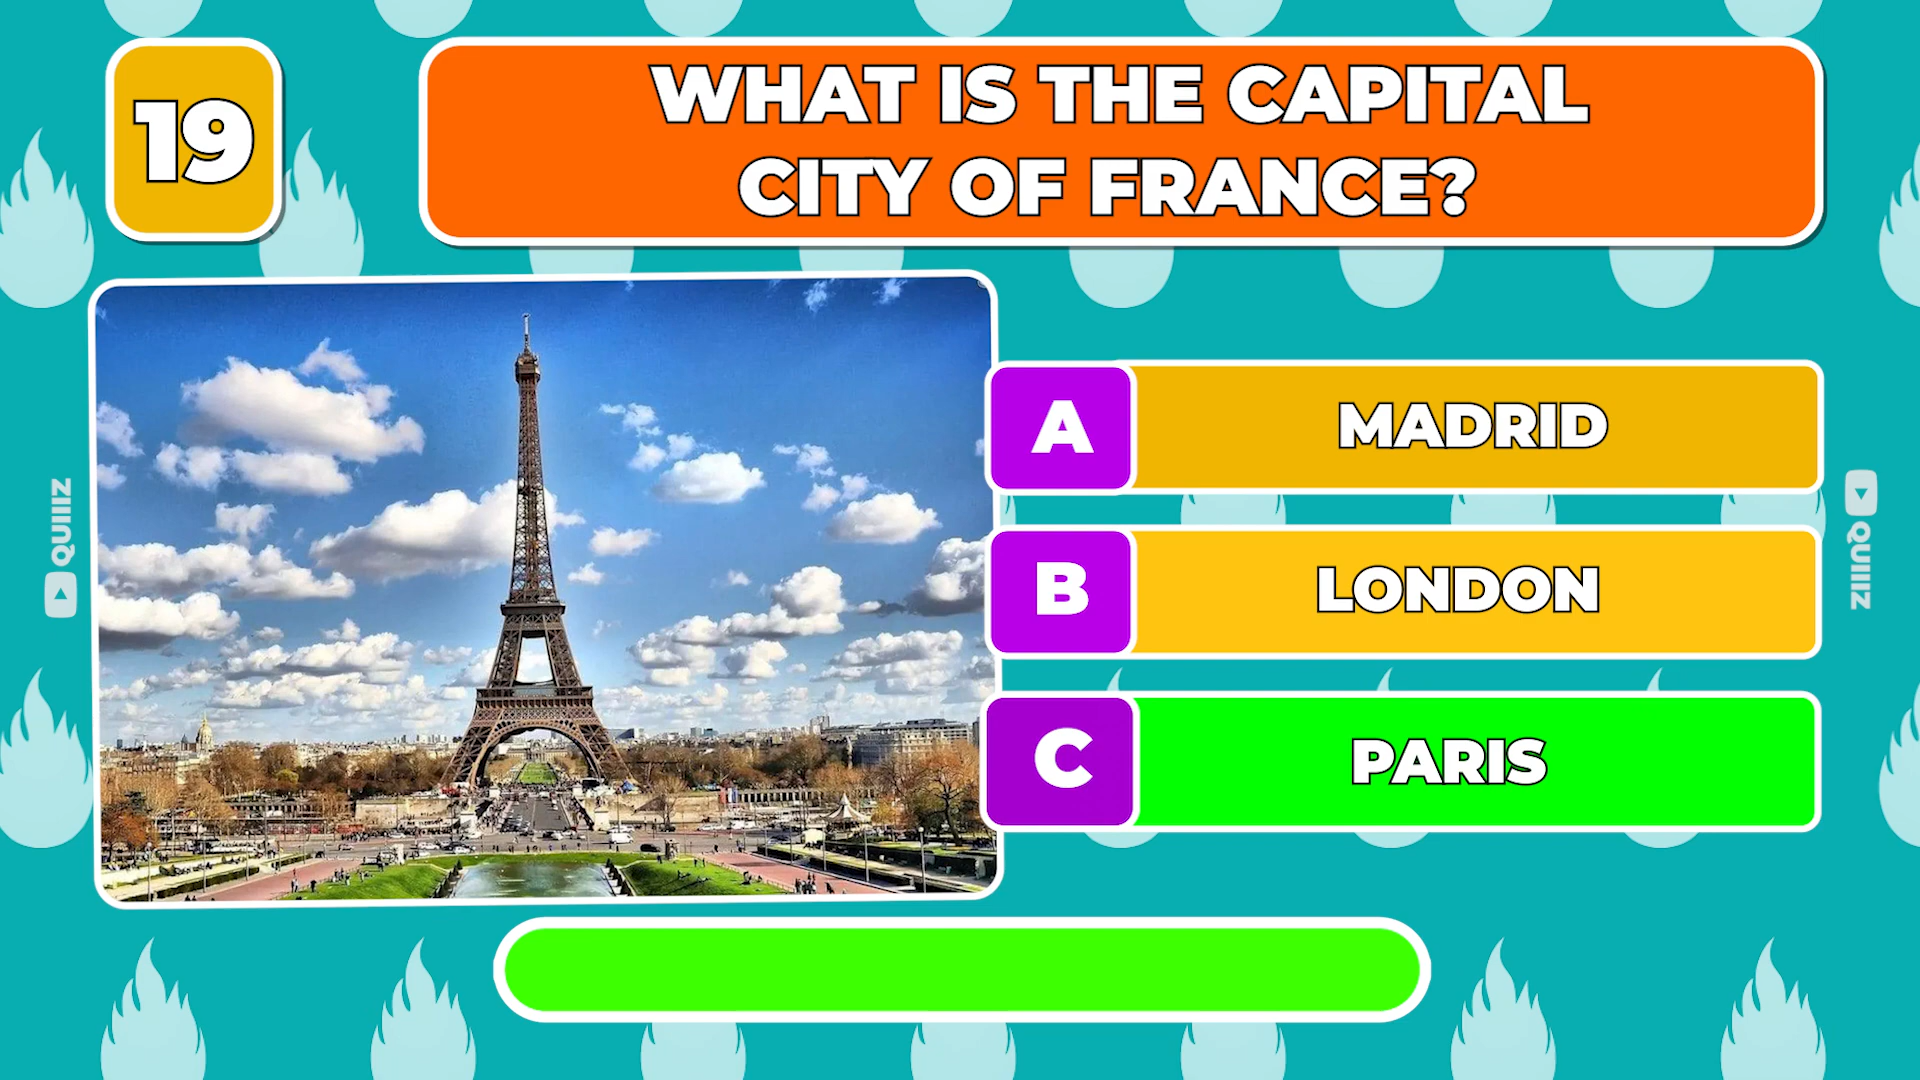 19
WHAT IS THE CAPITAL
CITY OF FRANCE?
A
MADRID
B
LONDON
C
PARIS
QUIIIZ
QUIIIZ